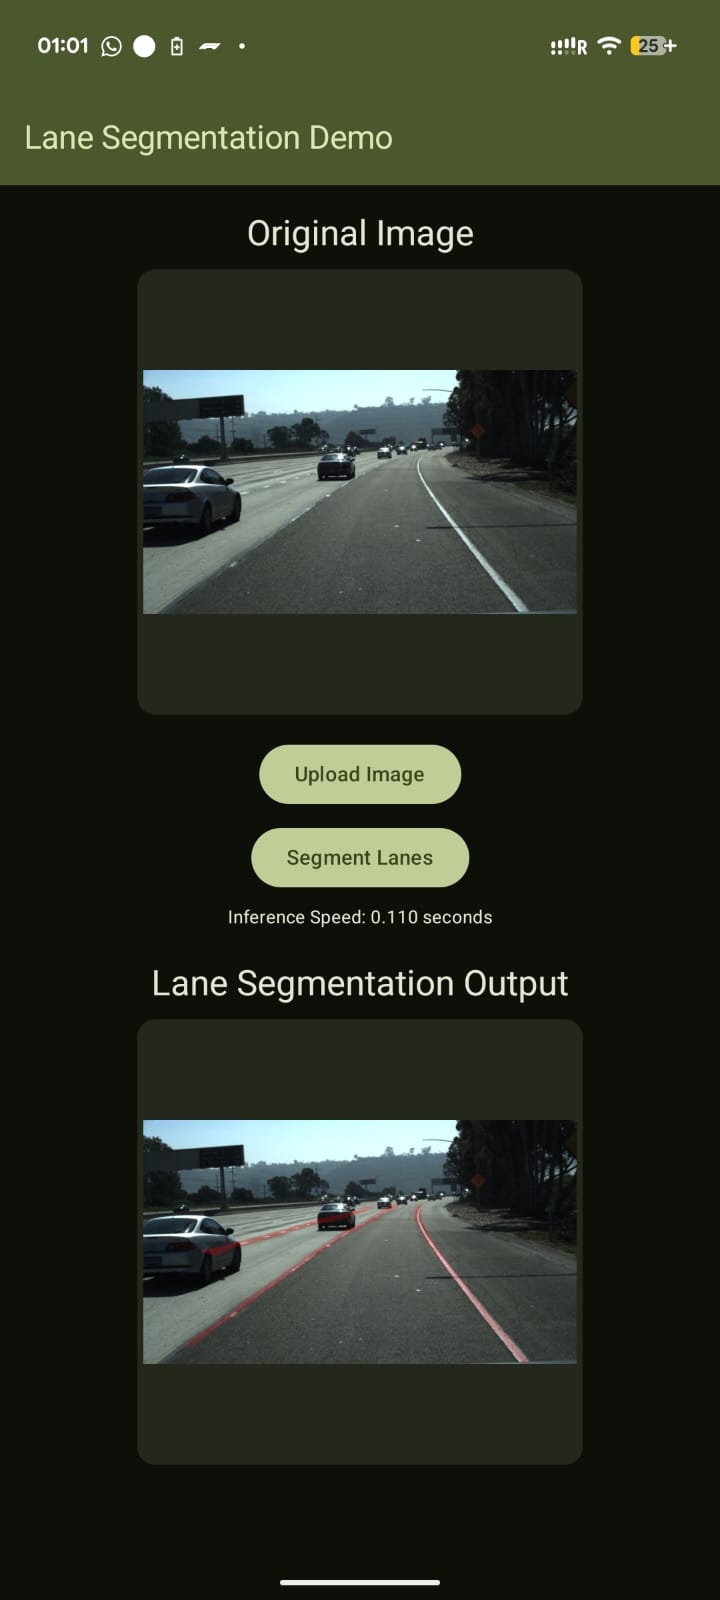 01:01 R 25+
Lane Segmentation Demo
Original Image
Upload Image
Segment Lanes
Inference Speed: 0.110 seconds
Lane Segmentation Output